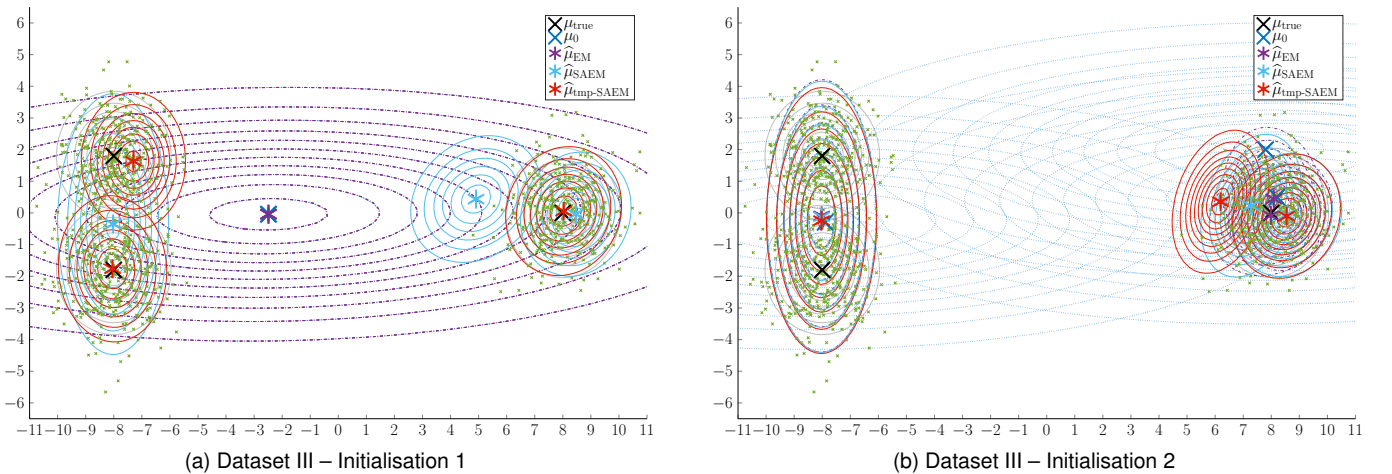 6
5
4
3
2
1
0
−1
−2
−3
−4
−5
−6
−11 −10 −9 −8 −7 −6 −5 −4 −3 −2 −1 0 1 2 3 4 5 6 7 8 9 10 11
μtrue
μ0
μ̂EM
μ̂SAEM
μ̂tmp-SAEM
(a) Dataset III – Initialisation 1
6
5
4
3
2
1
0
−1
−2
−3
−4
−5
−6
−11 −10 −9 −8 −7 −6 −5 −4 −3 −2 −1 0 1 2 3 4 5 6 7 8 9 10 11
μtrue
μ0
μ̂EM
μ̂SAEM
μ̂tmp-SAEM
(b) Dataset III – Initialisation 2